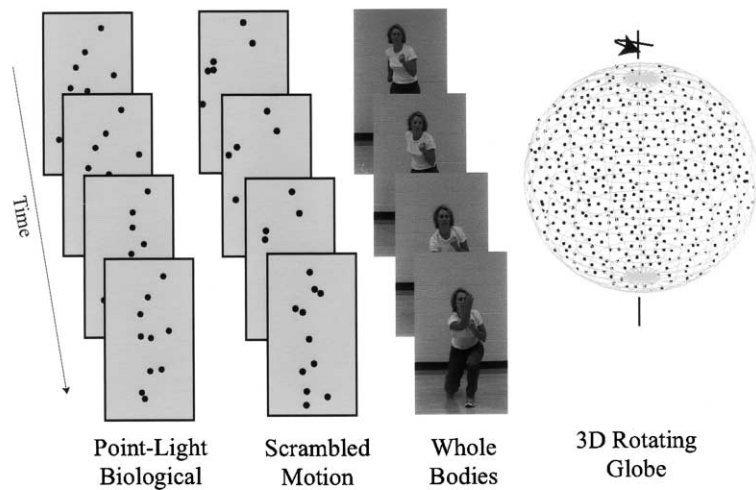 Time
Point-Light
Biological
Scrambled
Motion
Whole
Bodies
3D Rotating
Globe